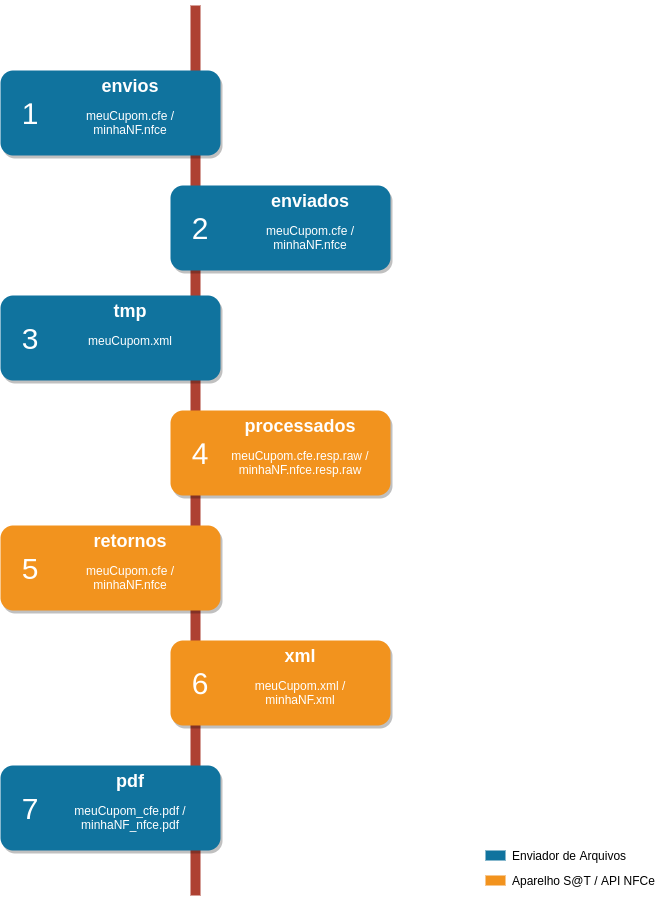 envios
1
meuCupom.cfe /
minhaNF.nfce
enviados
2
meuCupom.cfe /
minhaNF.nfce
tmp
3
meuCupom.xml
processados
4
meuCupom.cfe.resp.raw /
minhaNF.nfce.resp.raw
retornos
5
meuCupom.cfe /
minhaNF.nfce
xml
6
meuCupom.xml /
minhaNF.xml
pdf
7
meuCupom_cfe.pdf /
minhaNF_nfce.pdf
Enviador de Arquivos
Aparelho S@T / API NFCe